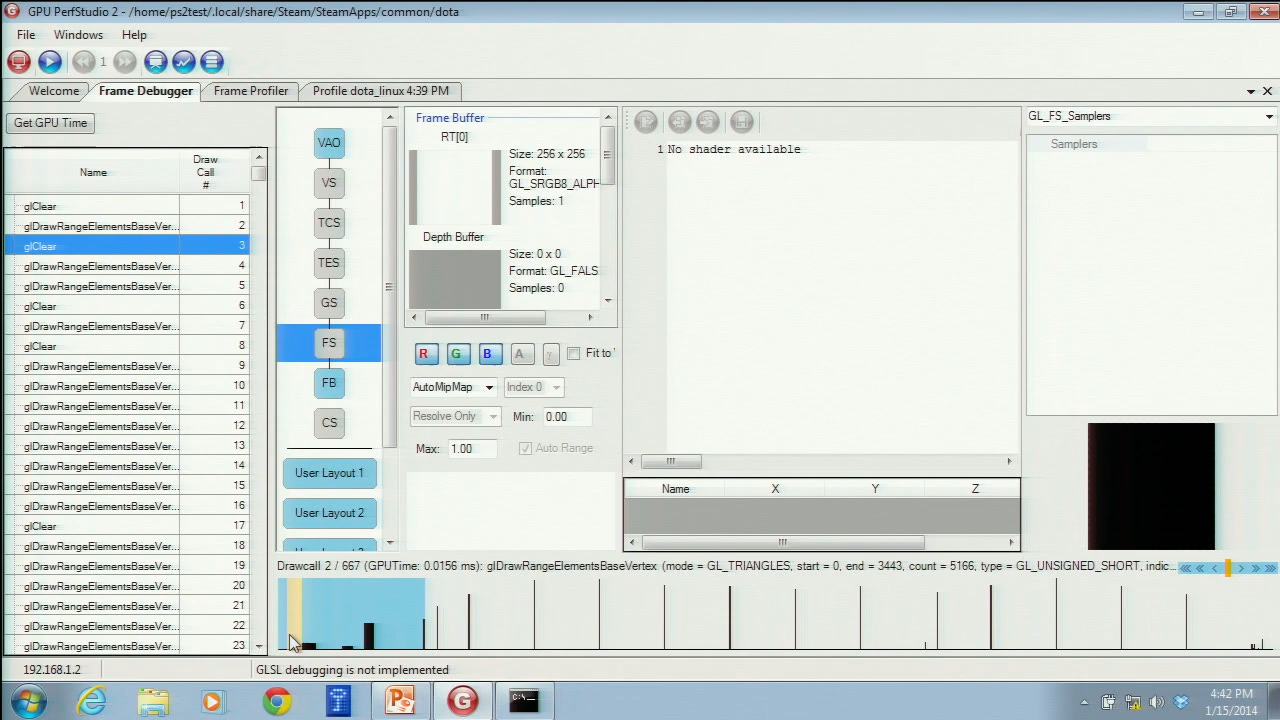 GPU PerfStudio 2 - /home/ps2test/.local/share/Steam/SteamApps/common/dota
File Windows Help
1
Welcome Frame Debugger Frame Profiler Profile dota_linux 4:39 PM
Get GPU Time
Name Draw Call #
glClear 1
glDrawRangeElementsBaseVer... 2
glClear 3
glDrawRangeElementsBaseVer... 4
glDrawRangeElementsBaseVer... 5
glClear 6
glDrawRangeElementsBaseVer... 7
glClear 8
glDrawRangeElementsBaseVer... 9
glDrawRangeElementsBaseVer... 10
glDrawRangeElementsBaseVer... 11
glDrawRangeElementsBaseVer... 12
glDrawRangeElementsBaseVer... 13
glDrawRangeElementsBaseVer... 14
glDrawRangeElementsBaseVer... 15
glDrawRangeElementsBaseVer... 16
glClear 17
glDrawRangeElementsBaseVer... 18
glDrawRangeElementsBaseVer... 19
glDrawRangeElementsBaseVer... 20
glDrawRangeElementsBaseVer... 21
glDrawRangeElementsBaseVer... 22
glDrawRangeElementsBaseVer... 23
VAO
VS
TCS
TES
GS
FS
FB
CS
User Layout 1
User Layout 2
Frame Buffer
RT[0]
Size: 256 x 256
Format:
GL_SRGB8_ALPH
Samples: 1
Depth Buffer
Size: 0 x 0
Format: GL_FALS
Samples: 0
R G B A Fit to
AutoMipMap Index 0
Resolve Only Min: 0.00
Max: 1.00 Auto Range
1 No shader available
Name X Y Z
GL_FS_Samplers
Samplers
Drawcall 2 / 667 (GPUTime: 0.0156 ms): glDrawRangeElementsBaseVertex (mode = GL_TRIANGLES, start = 0, end = 3443, count = 5166, type = GL_UNSIGNED_SHORT, indic...
192.168.1.2 GLSL debugging is not implemented
4:42 PM
1/15/2014